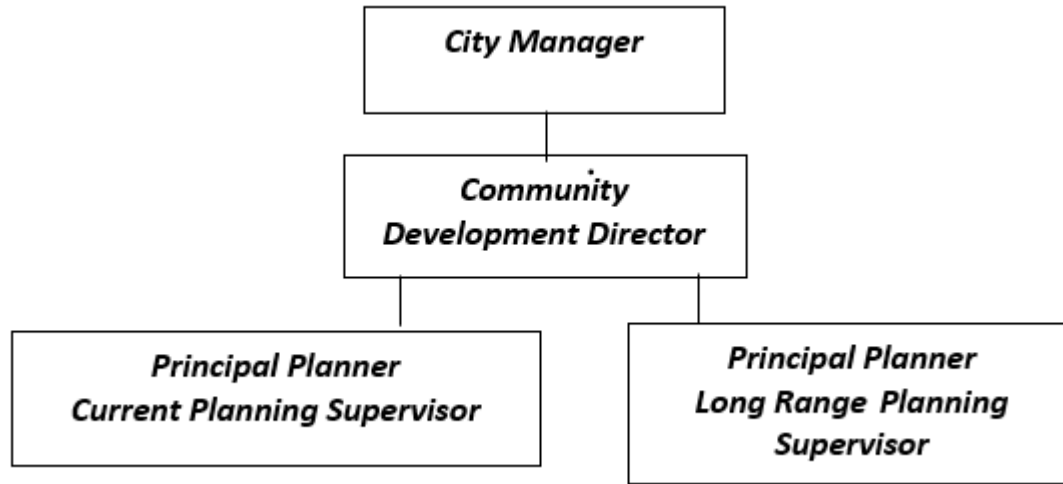 City Manager
Community
Development Director
Principal Planner
Current Planning Supervisor
Principal Planner
Long Range Planning
Supervisor